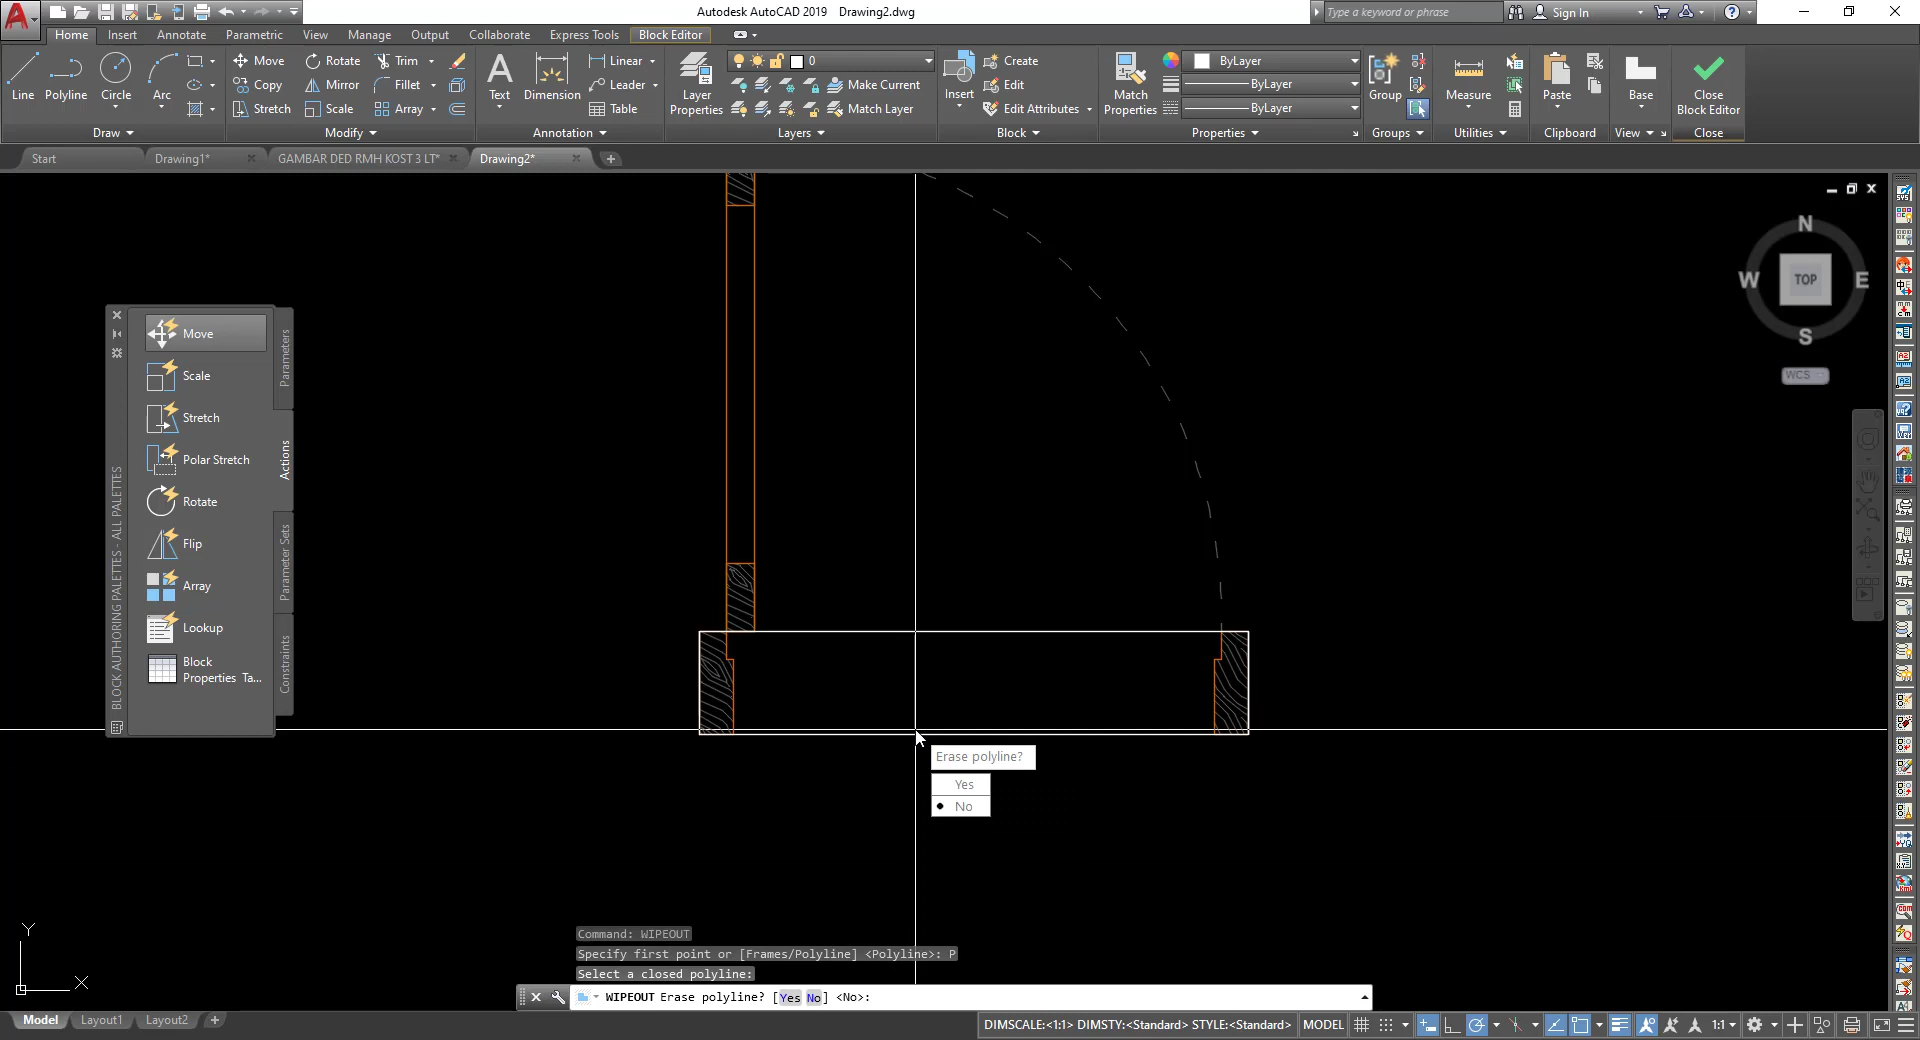 Autodesk AutoCAD 2019 Drawing2.dwg
Type a keyword or phrase
Sign In
Home Insert Annotate Parametric View Manage Output Collaborate Express Tools Block Editor
Line
Polyline
Circle
Arc
Draw
Move
Rotate
Trim
Copy
Mirror
Fillet
Stretch
Scale
Array
Modify
Text
Dimension
Linear
Leader
Table
Annotation
Layer
Properties
0
Make Current
Match Layer
Layers
Insert
Create
Edit
Edit Attributes
Block
Match
Properties
ByLayer
ByLayer
ByLayer
Properties
Group
Groups
Measure
Utilities
Paste
Clipboard
Base
View
Close
Block Editor
Close
Start
Drawing1*
GAMBAR DED RMH KOST 3 LT*
Drawing2*
N
W
TOP
E
S
WCS
Move
Scale
Stretch
Polar Stretch
Rotate
Flip
Array
Lookup
Block
Properties Ta...
Parameters
Actions
Parameter Sets
Constraints
BLOCK AUTHORING PALETTES - ALL PALETTES
Erase polyline?
Yes
No
Y
X
Command: WIPEOUT
Specify first point or [Frames/Polyline] <Polyline>: P
Select a closed polyline:
WIPEOUT Erase polyline? [Yes No] <No>:
Model
Layout1
Layout2
DIMSCALE:<1:1> DIMSTY:<Standard> STYLE:<Standard>
MODEL
1:1